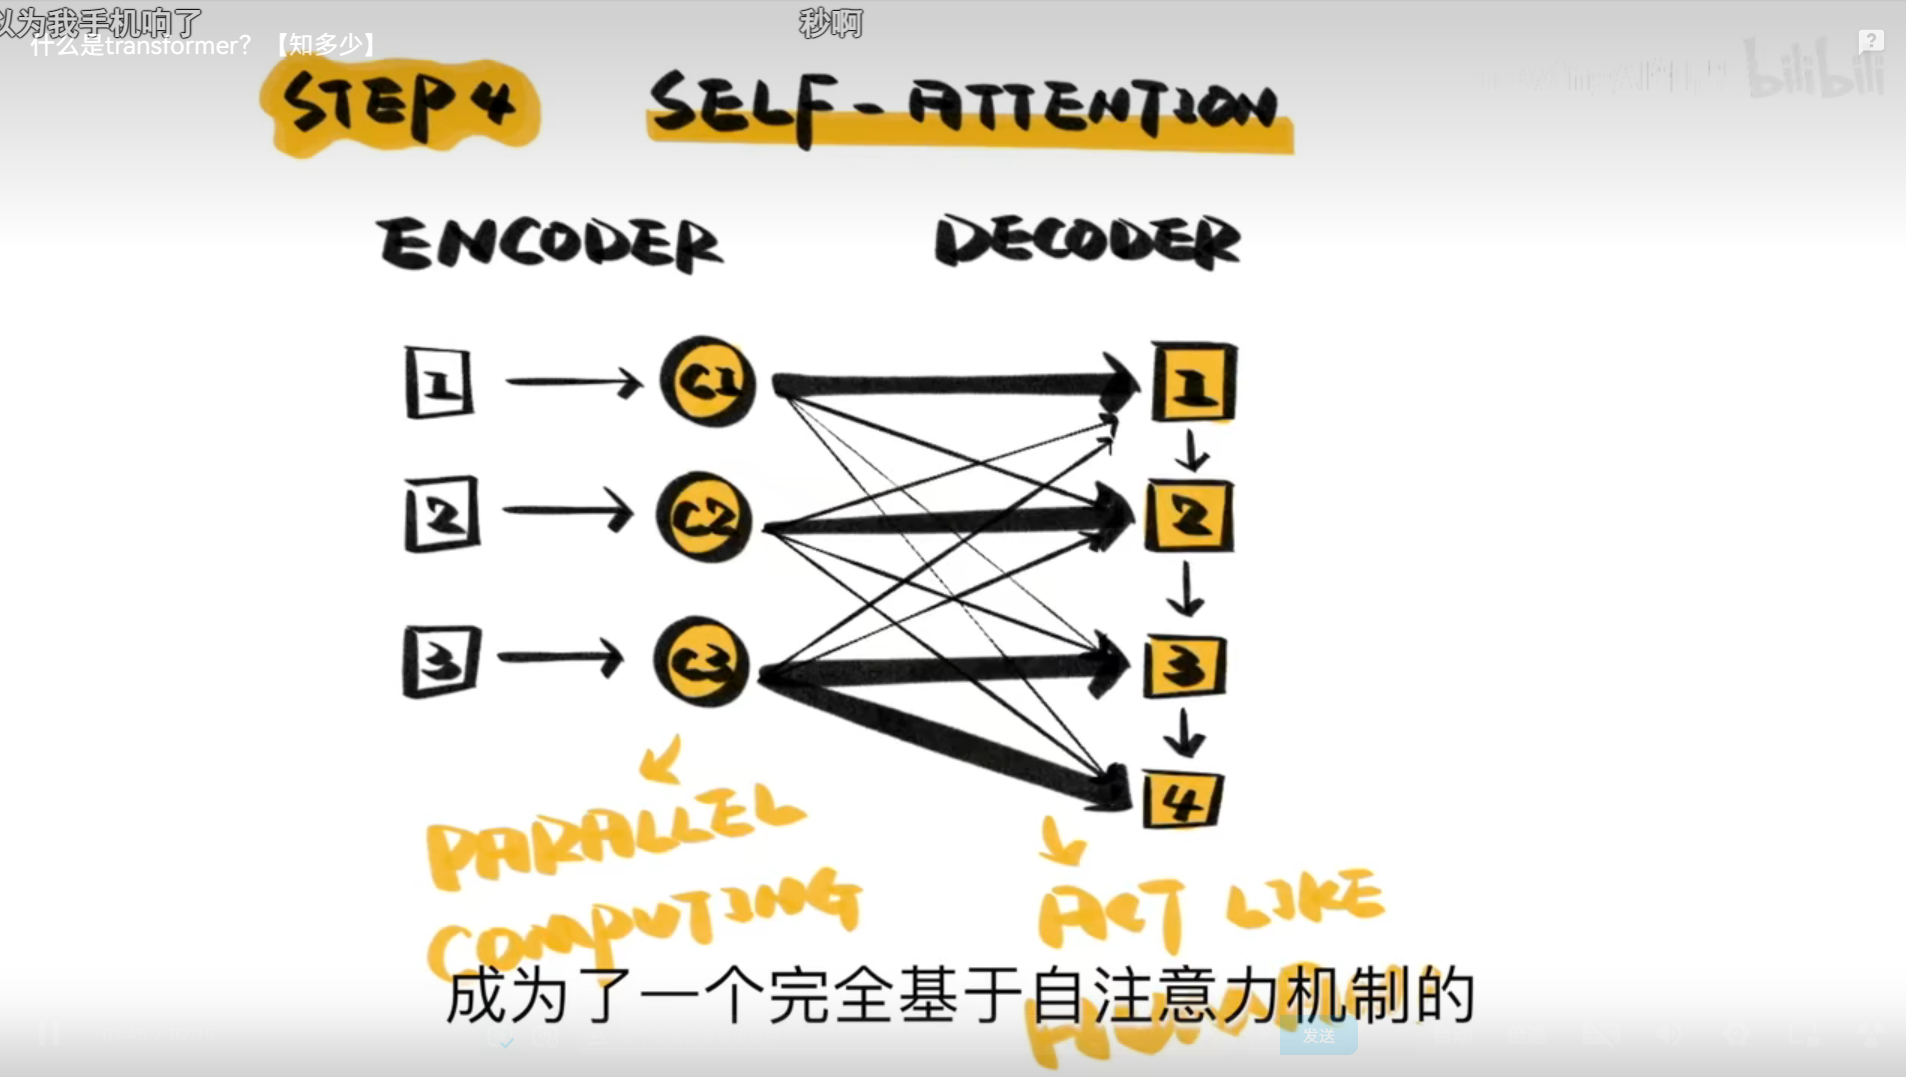 以为我手机响了
秒啊
什么是transformer？【知多少】
bilibili
STEP 4 SELF-ATTENTION
ENCODER DECODER
1 C1 1
2 C2 2
3 C3 3
4
PARALLEL
COMPUTING
ACT LIKE
成为了一个完全基于自注意力机制的
发送